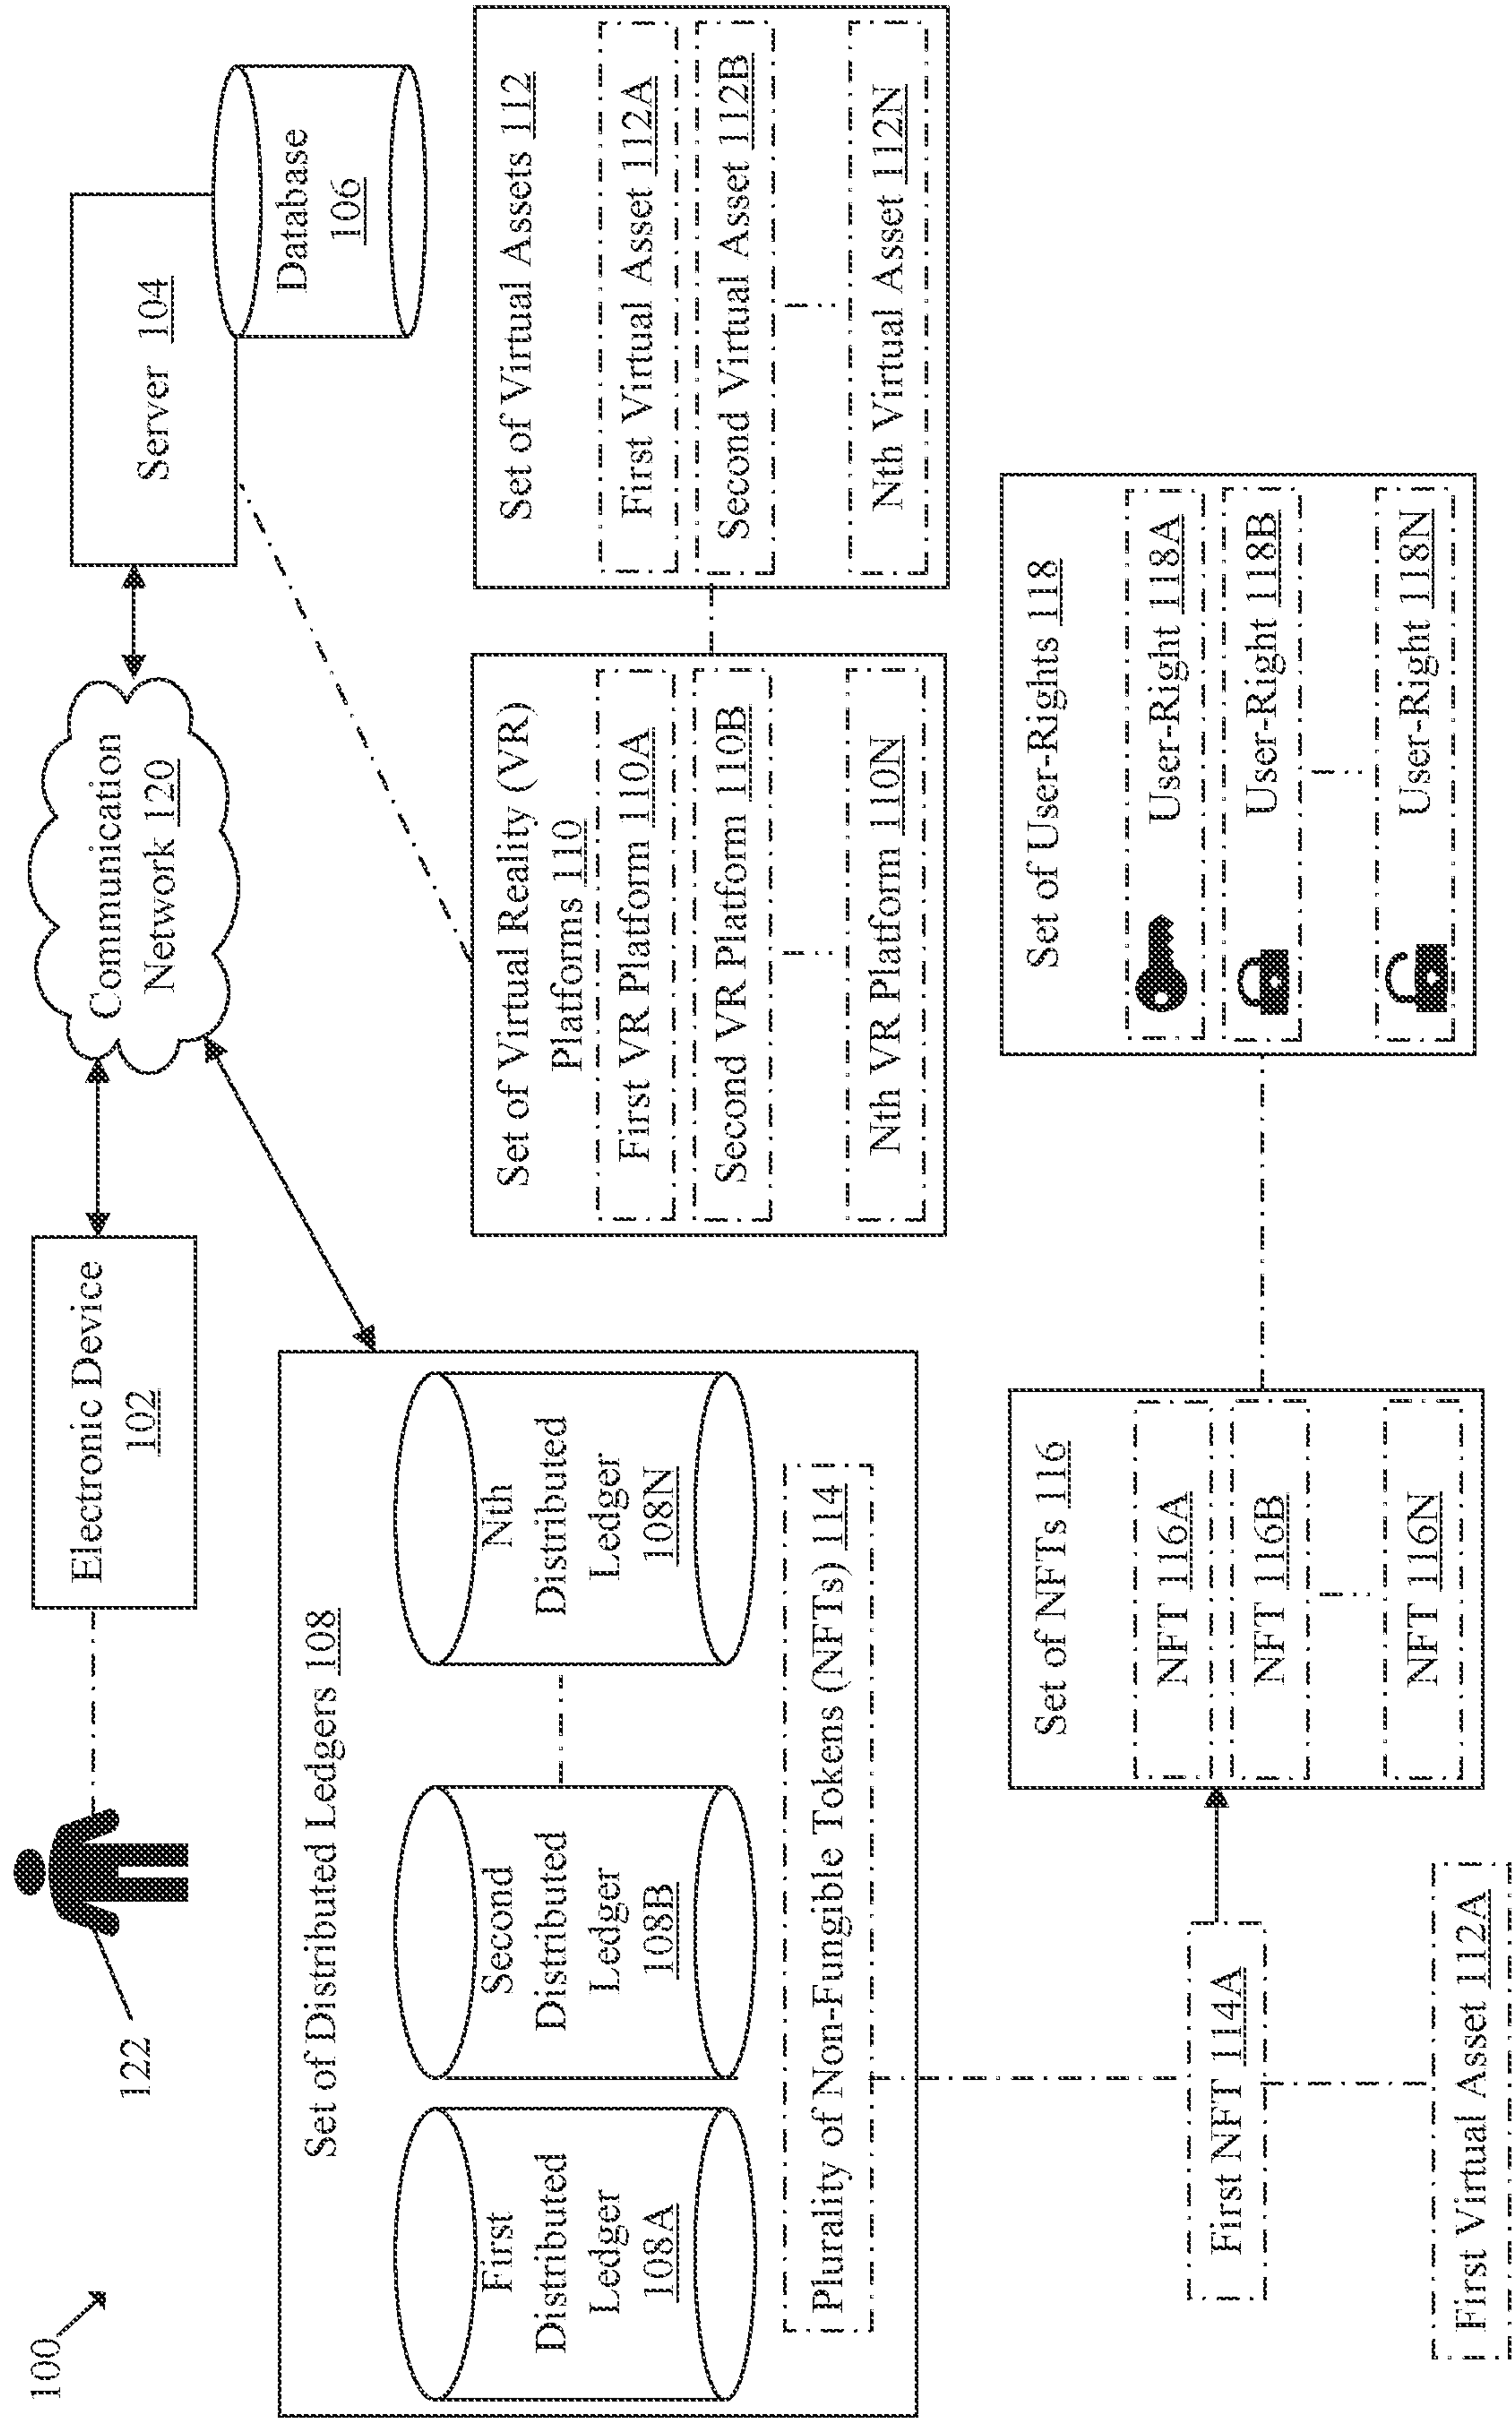 100
122
Electronic Device
102
Communication
Network 120
Server 104
Database
106
Set of Distributed Ledgers 108
First
Distributed
Ledger
108A
Second
Distributed
Ledger
108B
Nth
Distributed
Ledger
108N
Plurality of Non-Fungible Tokens (NFTs) 114
Set of Virtual Reality (VR)
Platforms 110
First VR Platform 110A
Second VR Platform 110B
Nth VR Platform 110N
Set of Virtual Assets 112
First Virtual Asset 112A
Second Virtual Asset 112B
Nth Virtual Asset 112N
First NFT 114A
First Virtual Asset 112A
Set of NFTs 116
NFT 116A
NFT 116B
NFT 116N
Set of User-Rights 118
User-Right 118A
User-Right 118B
User-Right 118N